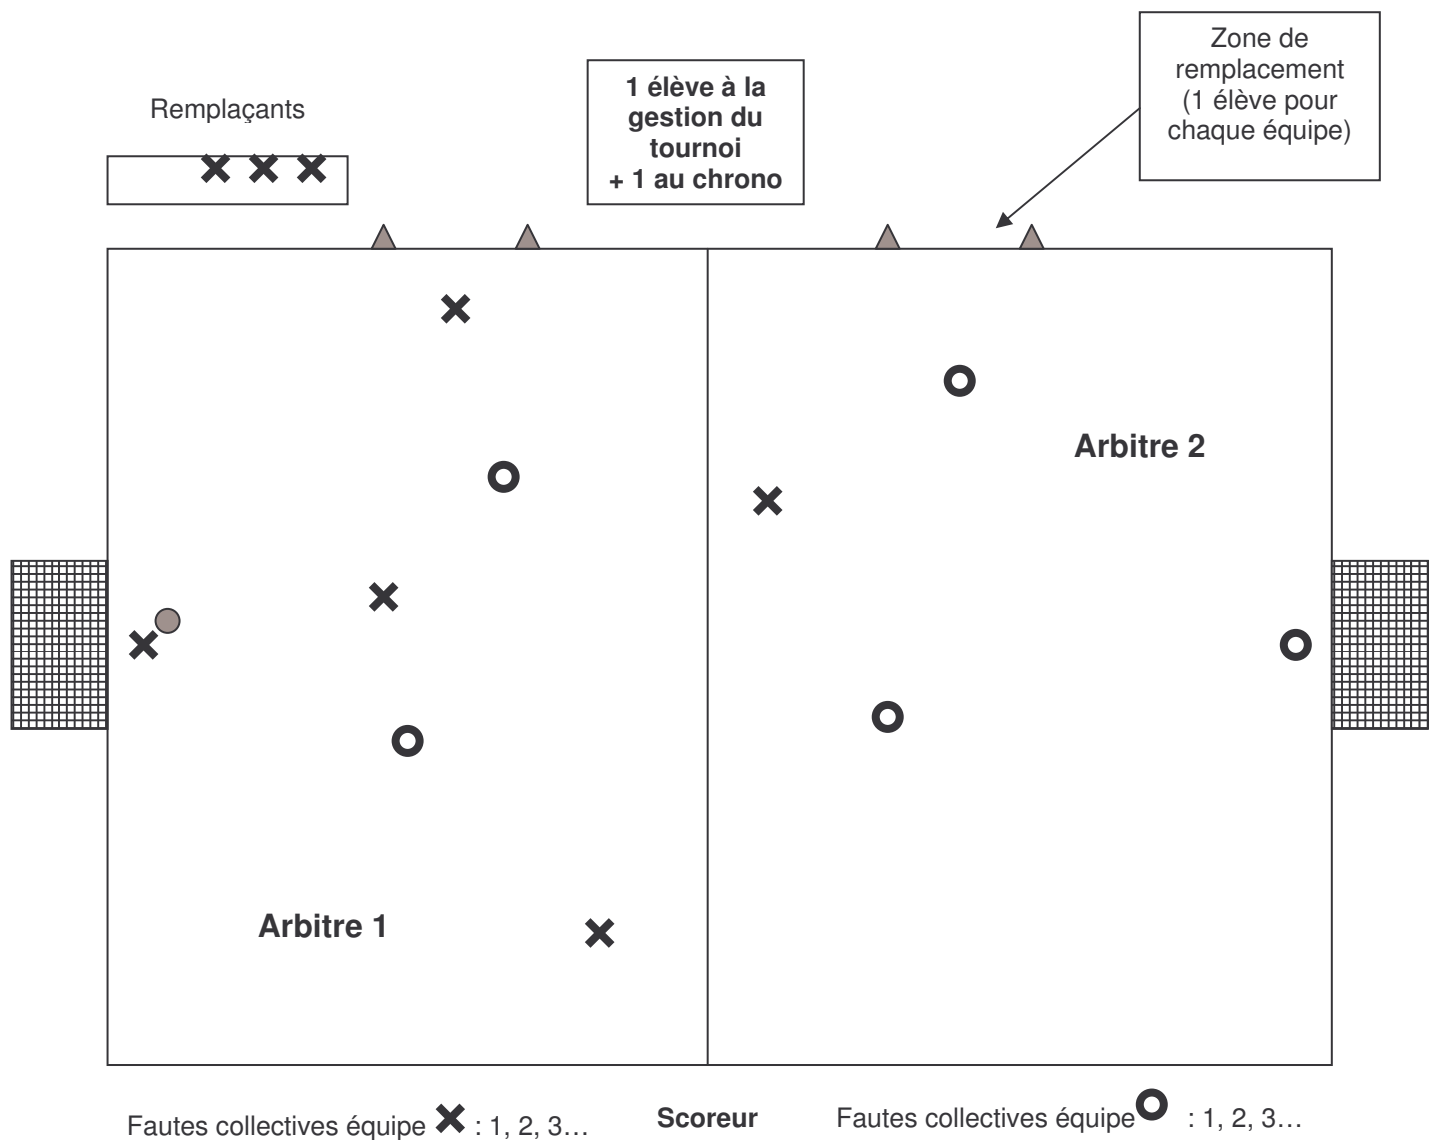 Zone de
remplacement
(1 élève pour
chaque équipe)
1 élève à la
gestion du
tournoi
+ 1 au chrono
Remplaçants
Arbitre 2
Arbitre 1
Fautes collectives équipe : 1, 2, 3…
Scoreur
Fautes collectives équipe : 1, 2, 3…